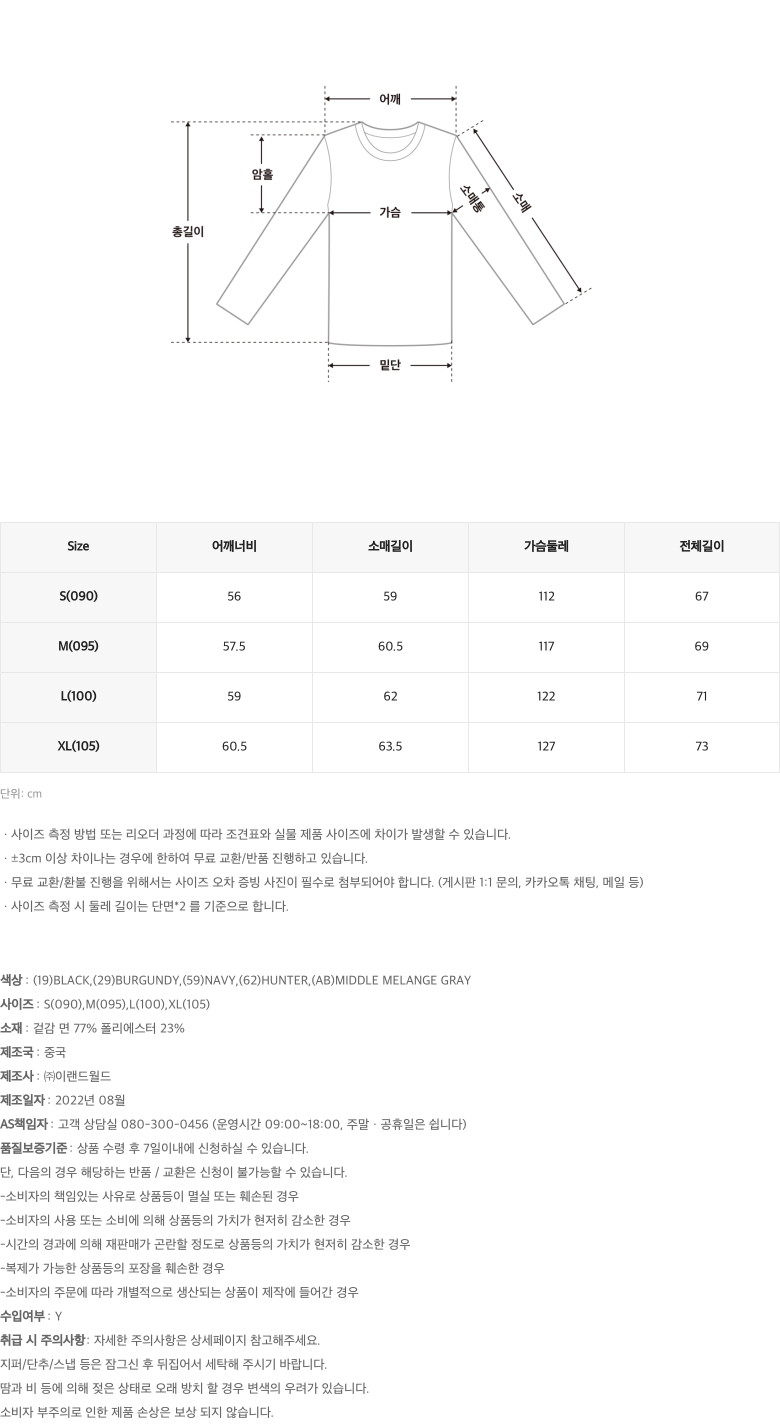 어깨
암홀
소매통
소매
가슴
총길이
밑단
Size 어깨너비 소매길이 가슴둘레 전체길이
S(090) 56 59 112 67
M(095) 57.5 60.5 117 69
L(100) 59 62 122 71
XL(105) 60.5 63.5 127 73
단위: cm
· 사이즈 측정 방법 또는 리오더 과정에 따라 조견표와 실물 제품 사이즈에 차이가 발생할 수 있습니다.
· ±3cm 이상 차이나는 경우에 한하여 무료 교환/반품 진행하고 있습니다.
· 무료 교환/환불 진행을 위해서는 사이즈 오차 증빙 사진이 필수로 첨부되어야 합니다. (게시판 1:1 문의, 카카오톡 채팅, 메일 등)
· 사이즈 측정 시 둘레 길이는 단면*2 를 기준으로 합니다.
색상 : (19)BLACK,(29)BURGUNDY,(59)NAVY,(62)HUNTER,(AB)MIDDLE MELANGE GRAY
사이즈 : S(090),M(095),L(100),XL(105)
소재 : 겉감 면 77% 폴리에스터 23%
제조국 : 중국
제조사 : ㈜이랜드월드
제조일자 : 2022년 08월
AS책임자 : 고객 상담실 080-300-0456 (운영시간 09:00~18:00, 주말 · 공휴일은 쉽니다)
품질보증기준 : 상품 수령 후 7일이내에 신청하실 수 있습니다.
단, 다음의 경우 해당하는 반품 / 교환은 신청이 불가능할 수 있습니다.
-소비자의 책임있는 사유로 상품등이 멸실 또는 훼손된 경우
-소비자의 사용 또는 소비에 의해 상품등의 가치가 현저히 감소한 경우
-시간의 경과에 의해 재판매가 곤란할 정도로 상품등의 가치가 현저히 감소한 경우
-복제가 가능한 상품등의 포장을 훼손한 경우
-소비자의 주문에 따라 개별적으로 생산되는 상품이 제작에 들어간 경우
수입여부 : Y
취급 시 주의사항 : 자세한 주의사항은 상세페이지 참고해주세요.
지퍼/단추/스냅 등은 잠그신 후 뒤집어서 세탁해 주시기 바랍니다.
땀과 비 등에 의해 젖은 상태로 오래 방치 할 경우 변색의 우려가 있습니다.
소비자 부주의로 인한 제품 손상은 보상 되지 않습니다.